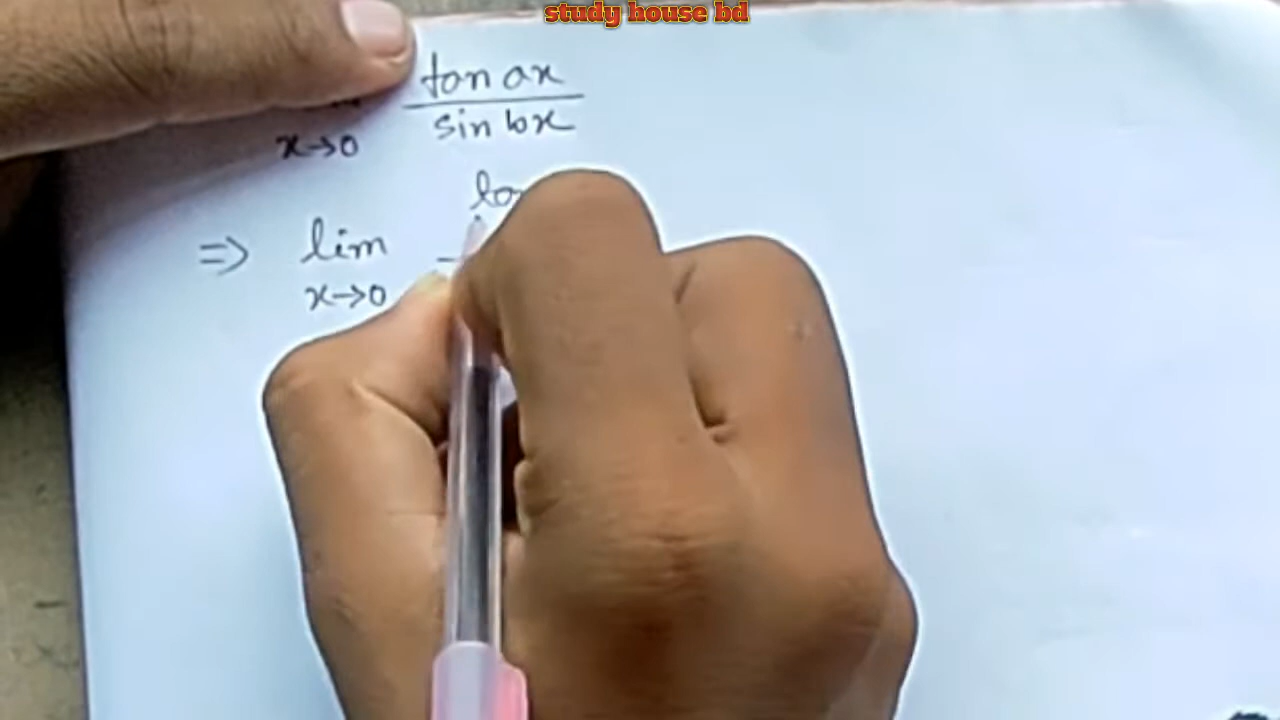 study house bd
tan ax
sin bx
x→0
⇒ lim
x→0